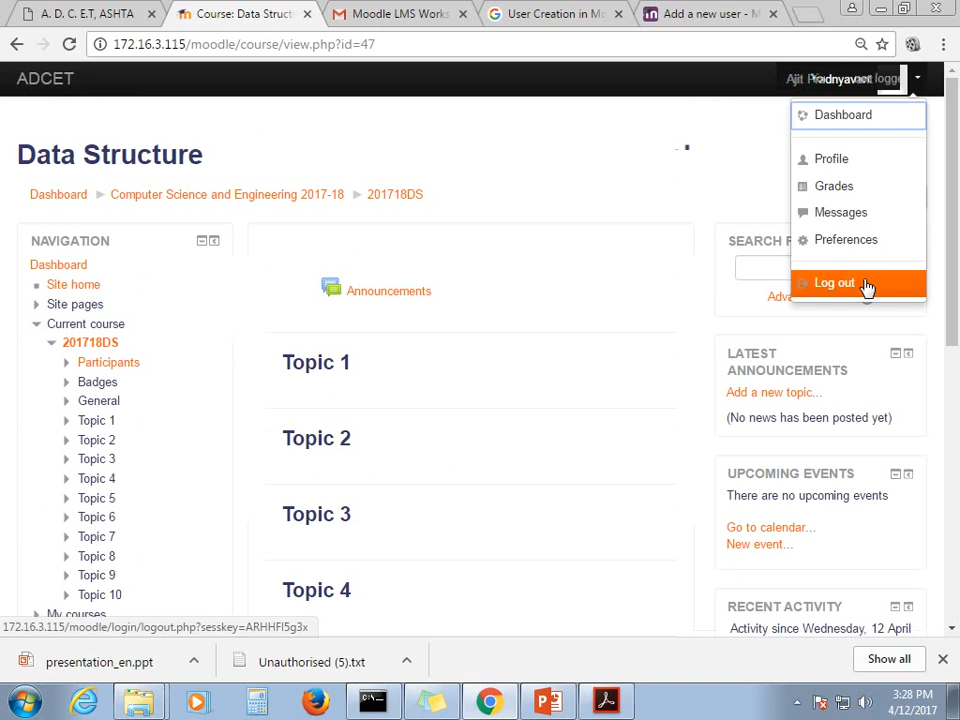 A. D. C. E.T, ASHTA
Course: Data Structu
Moodle LMS Works
User Creation in Mo
Add a new user - M
172.16.3.115/moodle/course/view.php?id=47
ADCET
Ajit
Dashboard
Profile
Grades
Messages
Preferences
Log out
Data Structure
Dashboard
Computer Science and Engineering 2017-18
201718DS
NAVIGATION
Dashboard
Site home
Site pages
Current course
201718DS
Participants
Badges
General
Topic 1
Topic 2
Topic 3
Topic 4
Topic 5
Topic 6
Topic 7
Topic 8
Topic 9
Topic 10
My courses
Announcements
Topic 1
Topic 2
Topic 3
Topic 4
SEARCH F
Adva
LATEST
ANNOUNCEMENTS
Add a new topic...
(No news has been posted yet)
UPCOMING EVENTS
There are no upcoming events
Go to calendar...
New event...
RECENT ACTIVITY
Activity since Wednesday, 12 April
172.16.3.115/moodle/login/logout.php?sesskey=ARHHFI5g3x
presentation_en.ppt
Unauthorised (5).txt
Show all
3:28 PM
4/12/2017